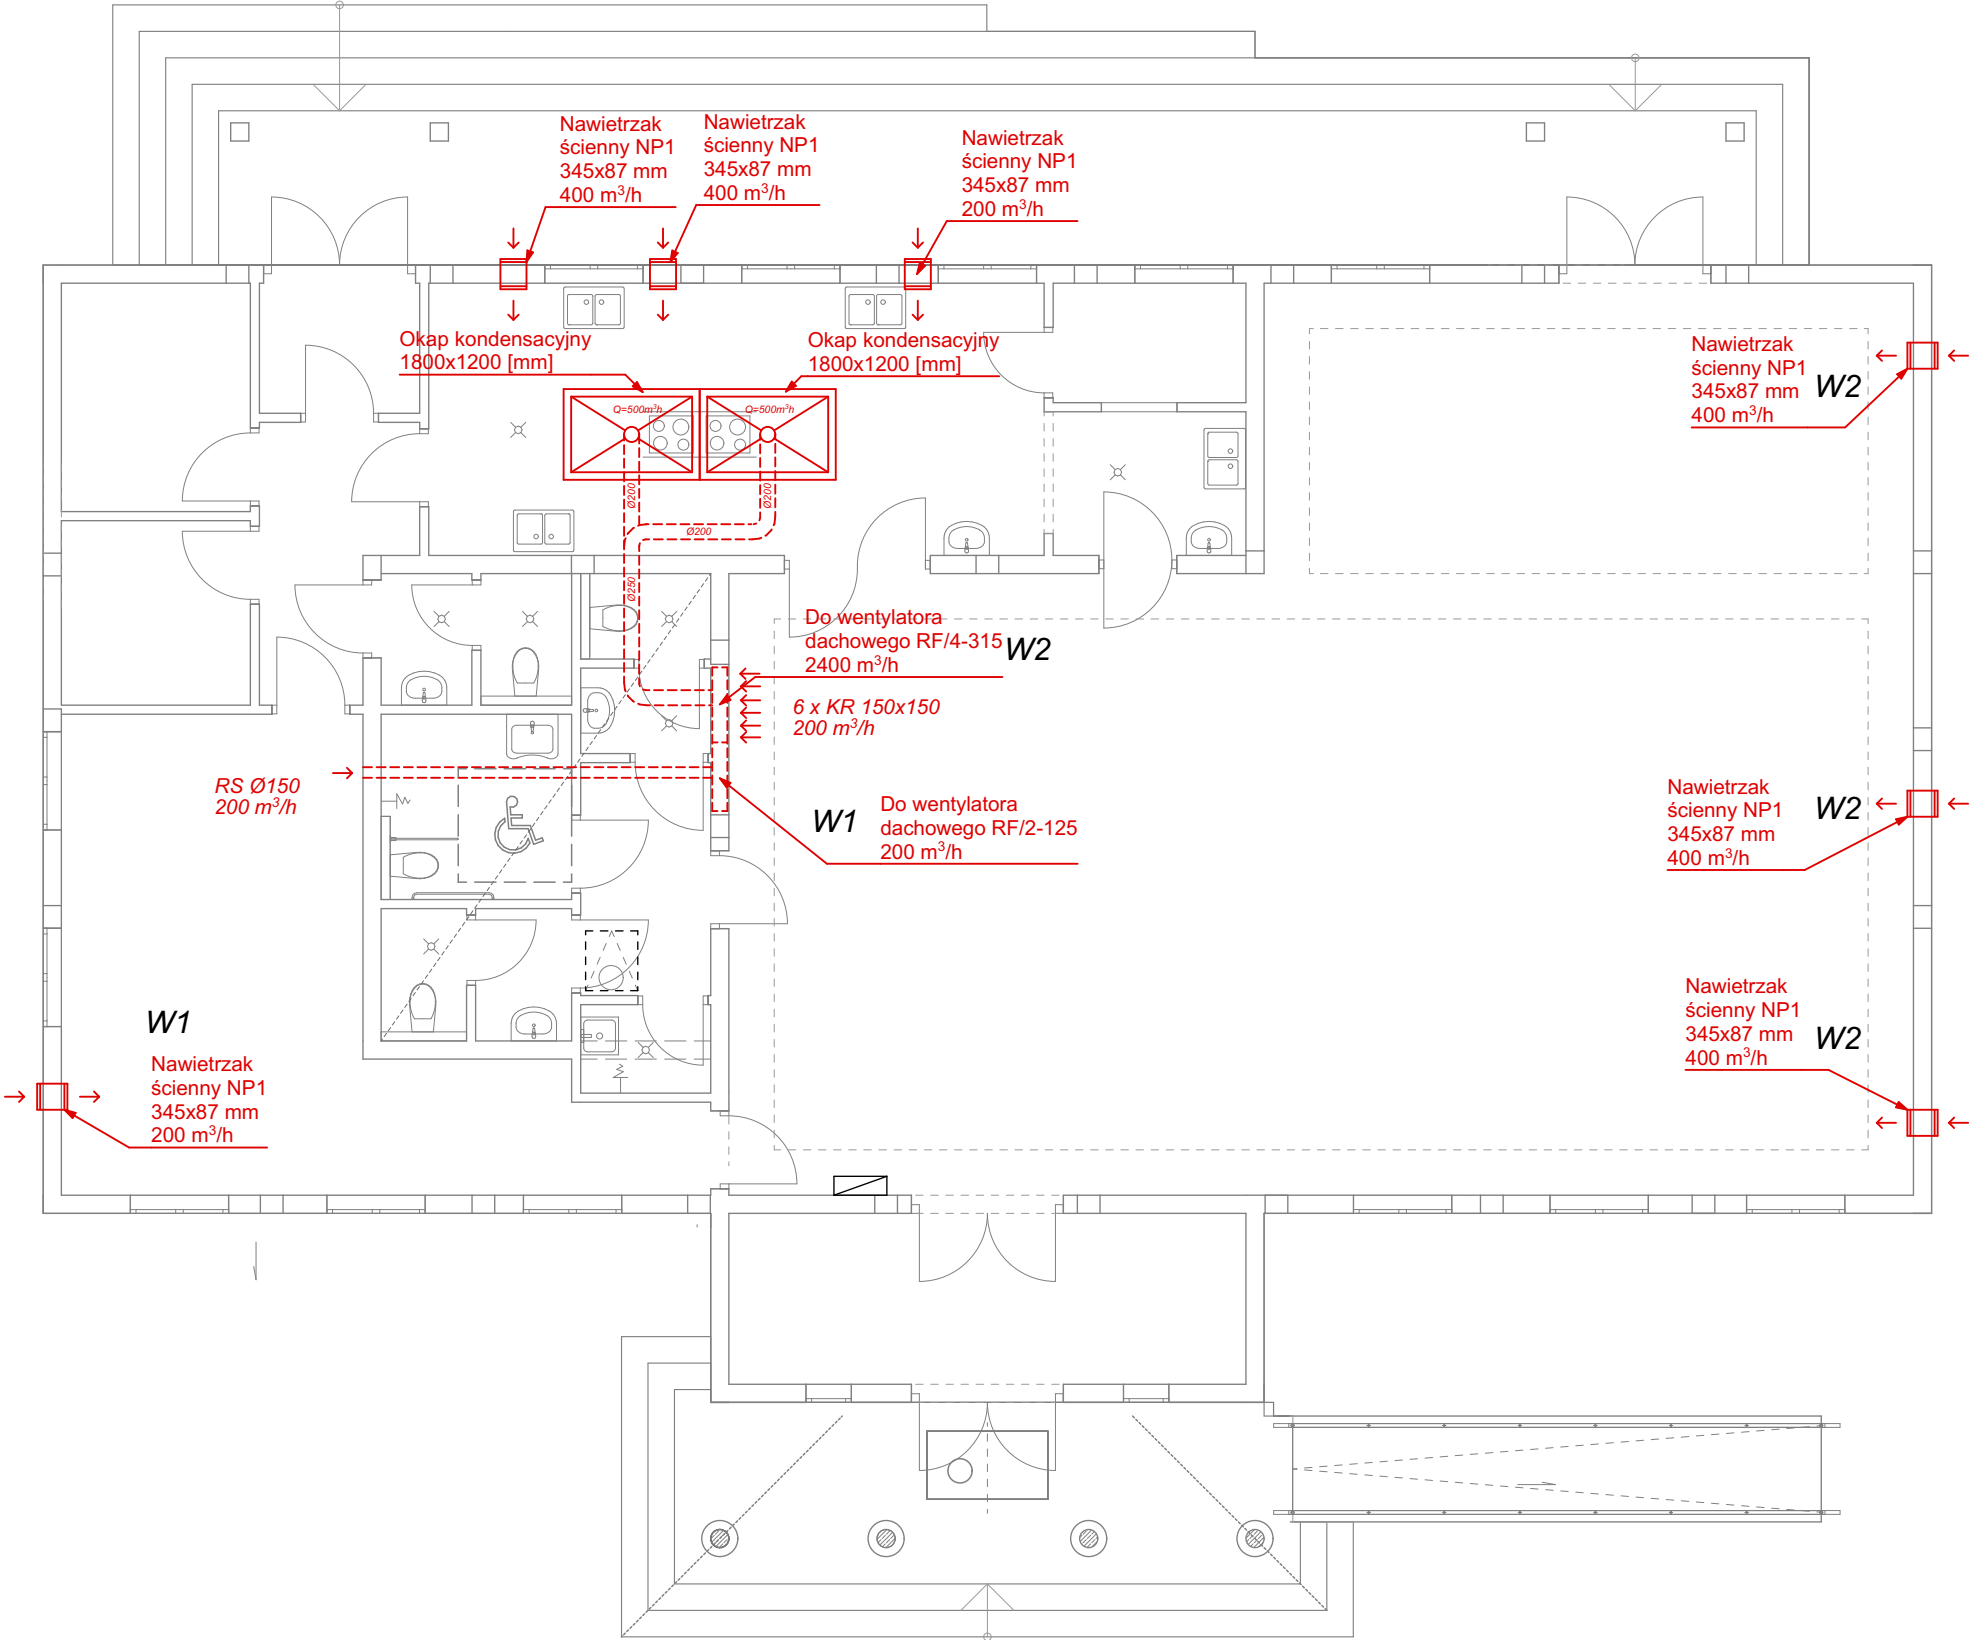 Nawietrzak
ścienny NP1
345x87 mm
400 m³/h
Nawietrzak
ścienny NP1
345x87 mm
400 m³/h
Nawietrzak
ścienny NP1
345x87 mm
200 m³/h
Okap kondensacyjny
1800x1200 [mm]
Okap kondensacyjny
1800x1200 [mm]
Q=500m³h
Q=500m³h
Nawietrzak
ścienny NP1
345x87 mm
400 m³/h
W2
Ø200
Ø200
Ø200
Ø250
Do wentylatora
dachowego RF/4-315
2400 m³/h
W2
6 x KR 150x150
200 m³/h
RS Ø150
200 m³/h
W1
Do wentylatora
dachowego RF/2-125
200 m³/h
Nawietrzak
ścienny NP1
345x87 mm
400 m³/h
W2
Nawietrzak
ścienny NP1
345x87 mm
400 m³/h
W2
W1
Nawietrzak
ścienny NP1
345x87 mm
200 m³/h